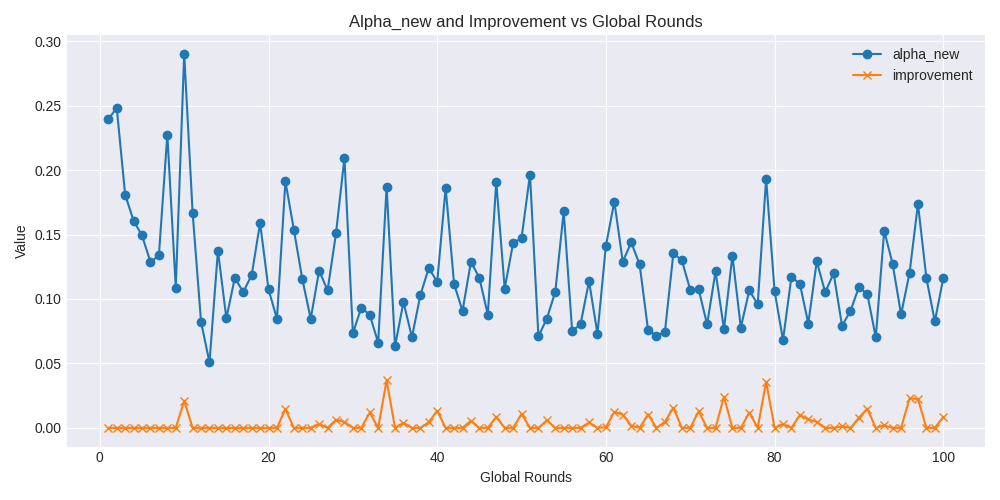 Alpha_new and Improvement vs Global Rounds
alpha_new
improvement
Value
0.30
0.25
0.20
0.15
0.10
0.05
0.00
0 20 40 60 80 100
Global Rounds